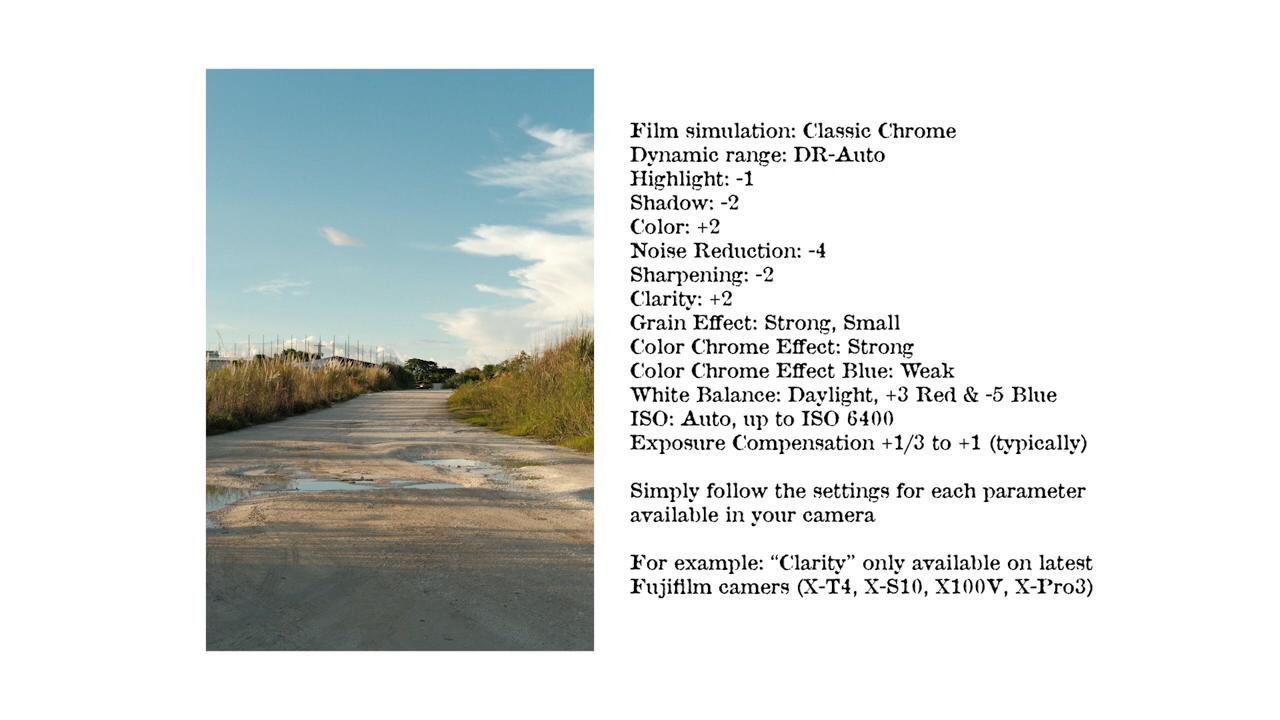 Film simulation: Classic Chrome
Dynamic range: DR-Auto
Highlight: -1
Shadow: -2
Color: +2
Noise Reduction: -4
Sharpening: -2
Clarity: +2
Grain Effect: Strong, Small
Color Chrome Effect: Strong
Color Chrome Effect Blue: Weak
White Balance: Daylight, +3 Red & -5 Blue
ISO: Auto, up to ISO 6400
Exposure Compensation +1/3 to +1 (typically)
Simply follow the settings for each parameter
available in your camera
For example: “Clarity” only available on latest
Fujifilm camers (X-T4, X-S10, X100V, X-Pro3)